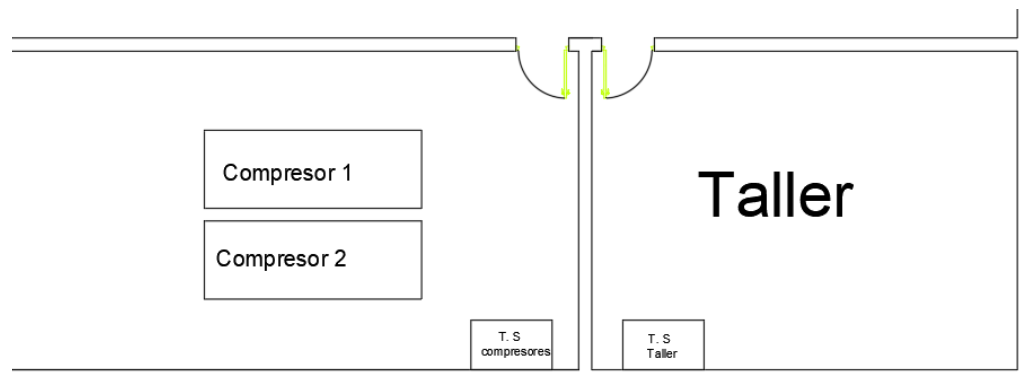 Compresor 1
Taller
Compresor 2
T. S
compresores
T. S
Taller